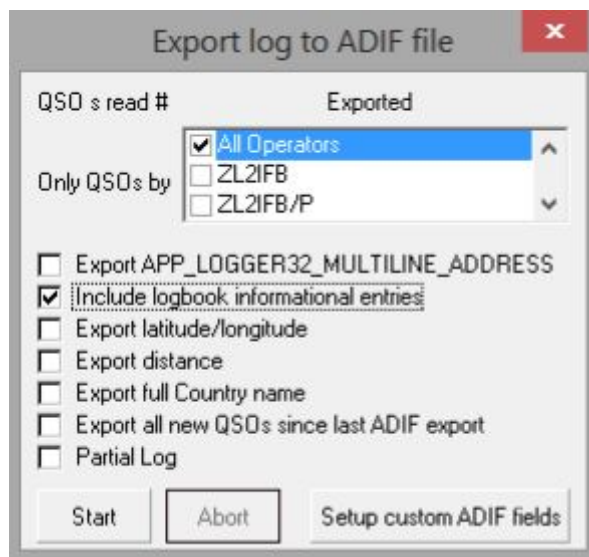 Export log to ADIF file
QSO s read # Exported
All Operators
Only QSOs by ZL2IFB
ZL2IFB/P
Export APP_LOGGER32_MULTILINE_ADDRESS
Include logbook informational entries
Export latitude/longitude
Export distance
Export full Country name
Export all new QSOs since last ADIF export
Partial Log
Start Abort Setup custom ADIF fields